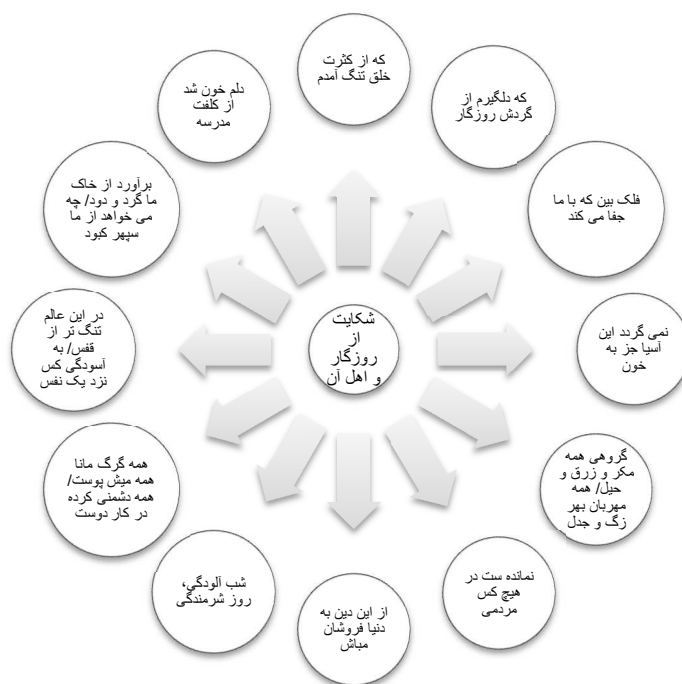 که از کثرت
خلق تنگ آمدم
که دلگیرم از
گردش روزگار
فلک بین که با ما
جفا می کند
نمی گردد این
آسیا جز به
خون
گروهی همه
مکر و زرق و
حیل/ همه
مهربان بهر
زگ و جدل
نمانده ست در
هیچ کس
مردمی
از این دین به
دنیا فروشان
مباش
شب آلودگی،
روز شرمندگی
همه گرگ مانا
همه میش پوست/
همه دشمنی کرده
در کار دوست
در این عالم
تنگ تر از
قفس/ به
آسودگی کس
نزد یک نفس
برآورد از خاک
ما گرد و دود/ چه
می خواهد از ما
سپهر کبود
دلم خون شد
از کلفت
مدرسه
شکایت
از
روزگار
و اهل آن